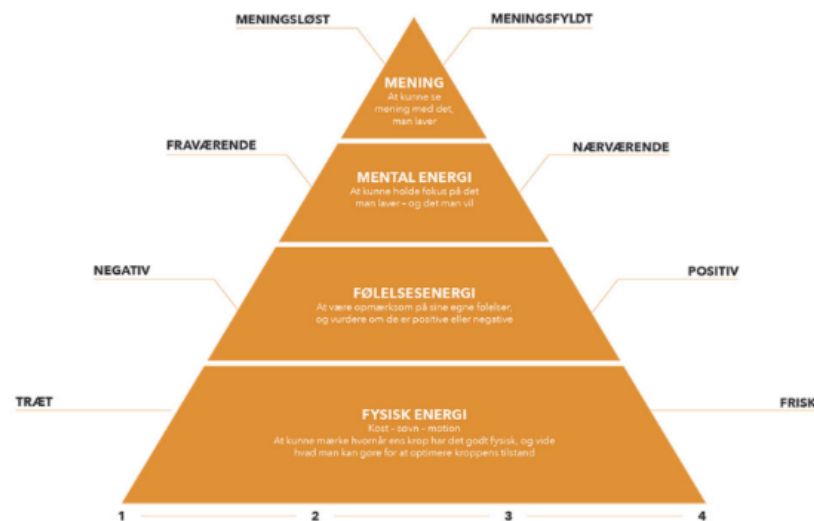 MENINGSLØST
MENINGSFYLDT
MENING
At kunne se
mening med det,
man laver
FRAVÆRENDE
NÆRVÆRENDE
MENTAL ENERGI
At kunne holde fokus på det
man laver – og det man vil
NEGATIV
POSITIV
FØLELSESENERGI
At være opmærksom på sine egne følelser,
og vurdere om de er positive eller negative
TRÆT
FRISK
FYSISK ENERGI
Kost – søvn – motion
At kunne mærke hvornår ens krop har det godt fysisk, og vide
hvad man kan gøre for at optimere kroppens tilstand
1 2 3 4